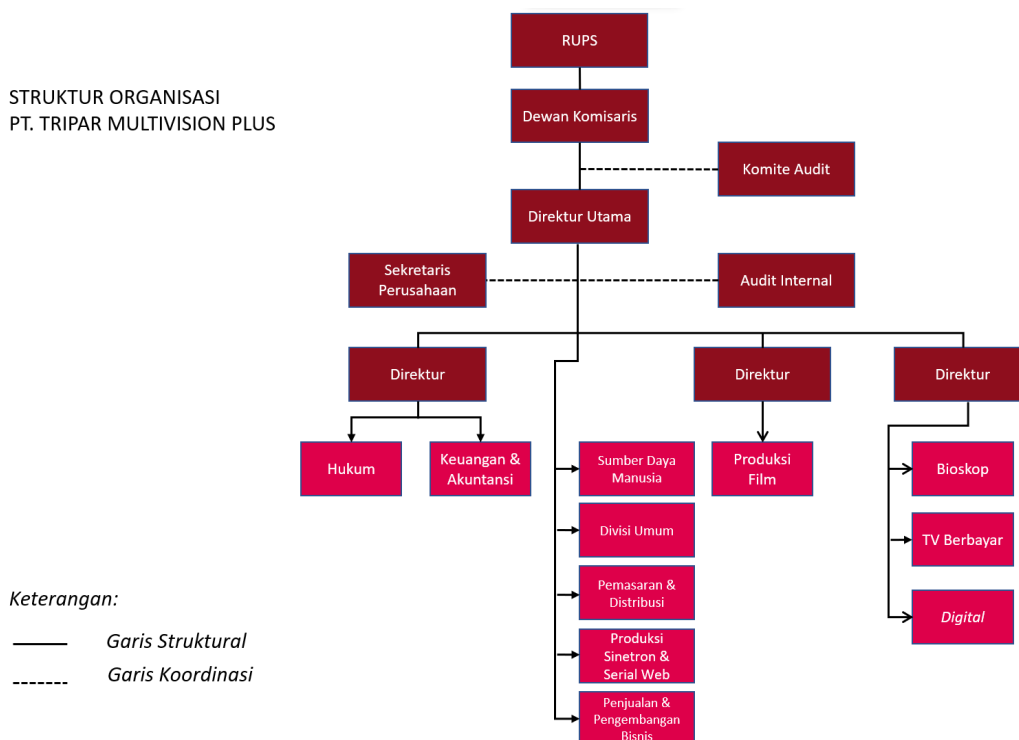 RUPS
STRUKTUR ORGANISASI
PT. TRIPAR MULTIVISION PLUS
Dewan Komisaris
Komite Audit
Direktur Utama
Sekretaris
Perusahaan
Audit Internal
Direktur
Direktur
Direktur
Hukum
Keuangan &
Akuntansi
Sumber Daya
Manusia
Divisi Umum
Pemasaran &
Distribusi
Produksi
Sinetron &
Serial Web
Penjualan &
Pengembangan
Bisnis
Produksi
Film
Bioskop
TV Berbayar
Digital
Keterangan:
Garis Struktural
Garis Koordinasi